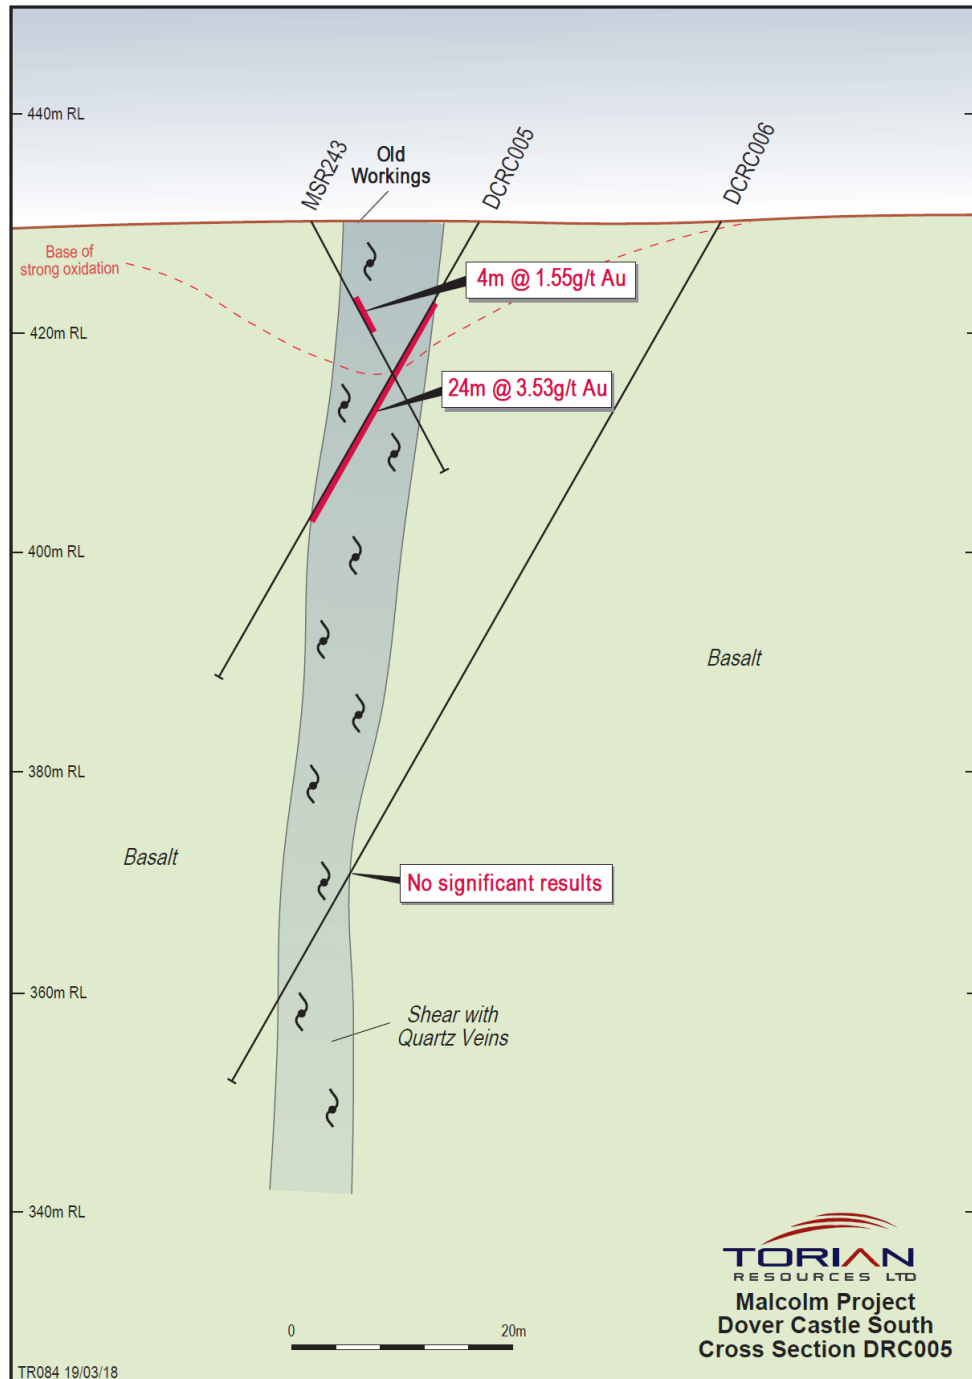 440m RL
MSR243
Old
Workings
DCRC005
DCRC006
Base of
strong oxidation
4m @ 1.55g/t Au
420m RL
24m @ 3.53g/t Au
400m RL
Basalt
380m RL
Basalt
No significant results
360m RL
Shear with
Quartz Veins
340m RL
TORIAN
RESOURCES LTD
Malcolm Project
Dover Castle South
Cross Section DRC005
0 20m
TR084 19/03/18